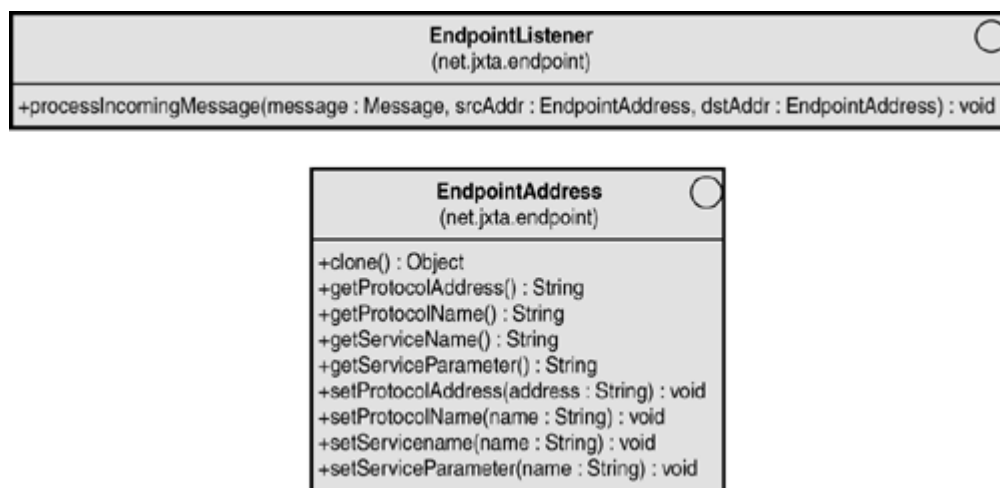 EndpointListener
(net.jxta.endpoint)
+processIncomingMessage(message : Message, srcAddr : EndpointAddress, dstAddr : EndpointAddress) : void
EndpointAddress
(net.jxta.endpoint)
+clone() : Object
+getProtocolAddress() : String
+getProtocolName() : String
+getServiceName() : String
+getServiceParameter() : String
+setProtocolAddress(address : String) : void
+setProtocolName(name : String) : void
+setServicename(name : String) : void
+setServiceParameter(name : String) : void